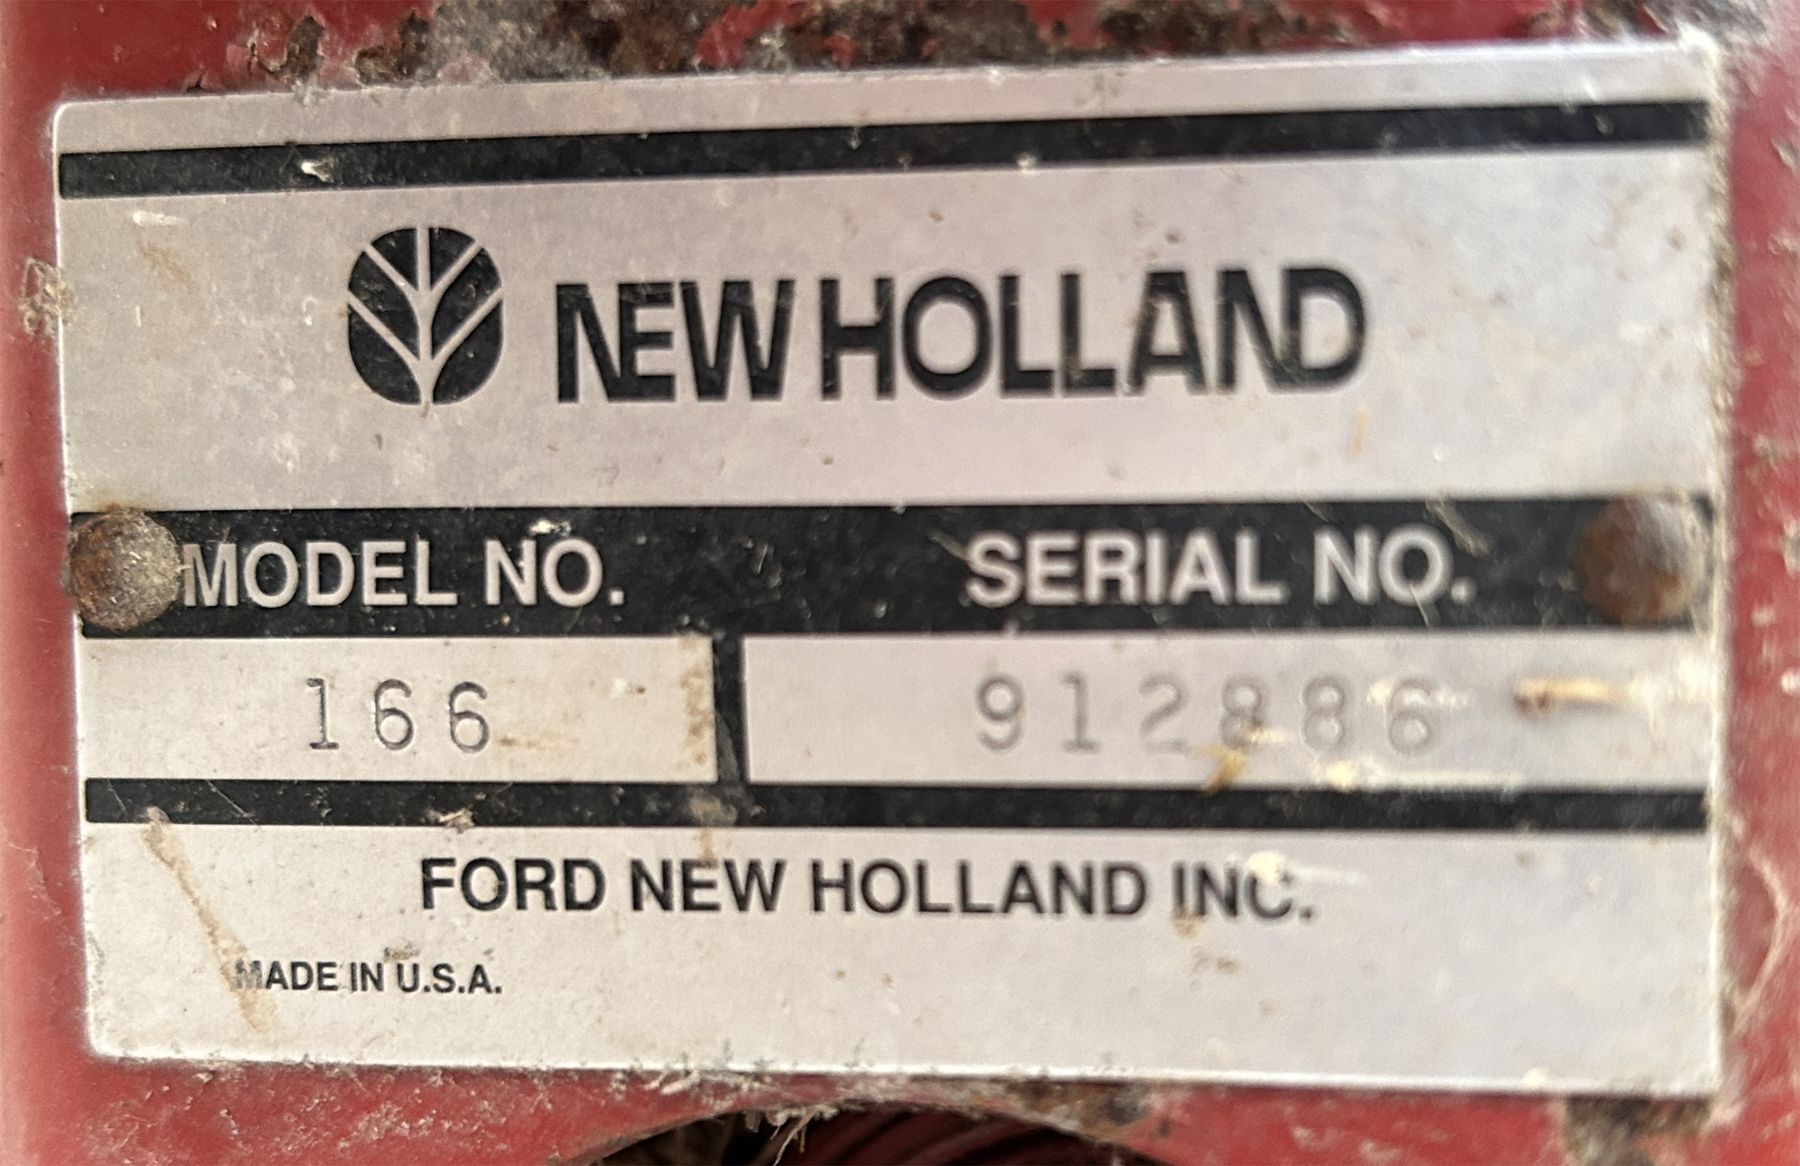 NEW HOLLAND
MODEL NO. SERIAL NO.
166 912886
FORD NEW HOLLAND INC.
MADE IN U.S.A.